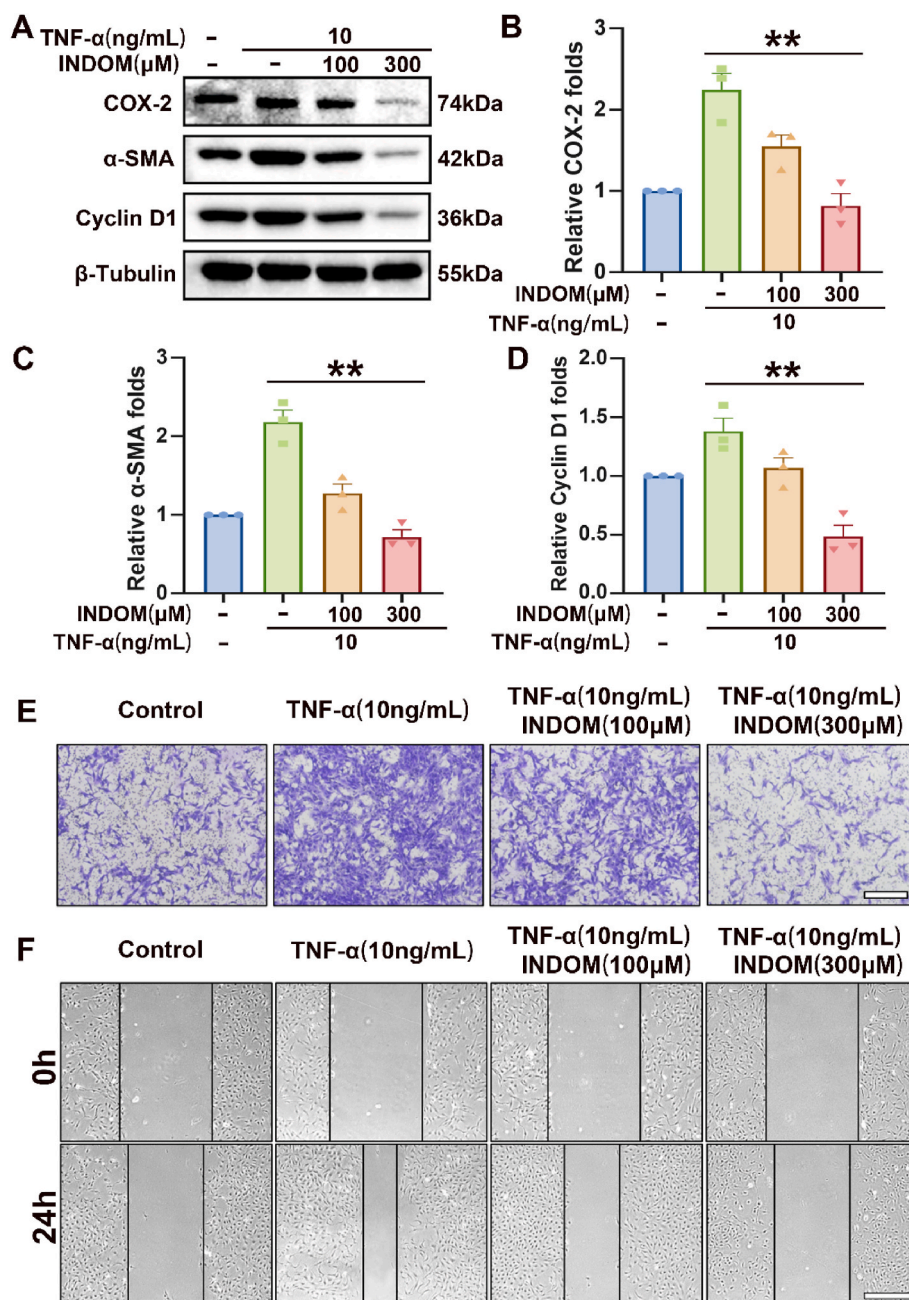 A
TNF-α(ng/mL) – 10
INDOM(μM) – 100 300
COX-2 74kDa
α-SMA 42kDa
Cyclin D1 36kDa
β-Tubulin 55kDa
B
**
Relative COX-2 folds
3
2
1
0
INDOM(μM) – – 100 300
TNF-α(ng/mL) – 10
C
**
Relative α-SMA folds
3
2
1
0
INDOM(μM) – – 100 300
TNF-α(ng/mL) – 10
D
**
Relative Cyclin D1 folds
2.0
1.5
1.0
0.5
0.0
INDOM(μM) – – 100 300
TNF-α(ng/mL) – 10
E
Control
TNF-α(10ng/mL)
TNF-α(10ng/mL)
INDOM(100μM)
TNF-α(10ng/mL)
INDOM(300μM)
F
Control
TNF-α(10ng/mL)
TNF-α(10ng/mL)
INDOM(100μM)
TNF-α(10ng/mL)
INDOM(300μM)
0h
24h